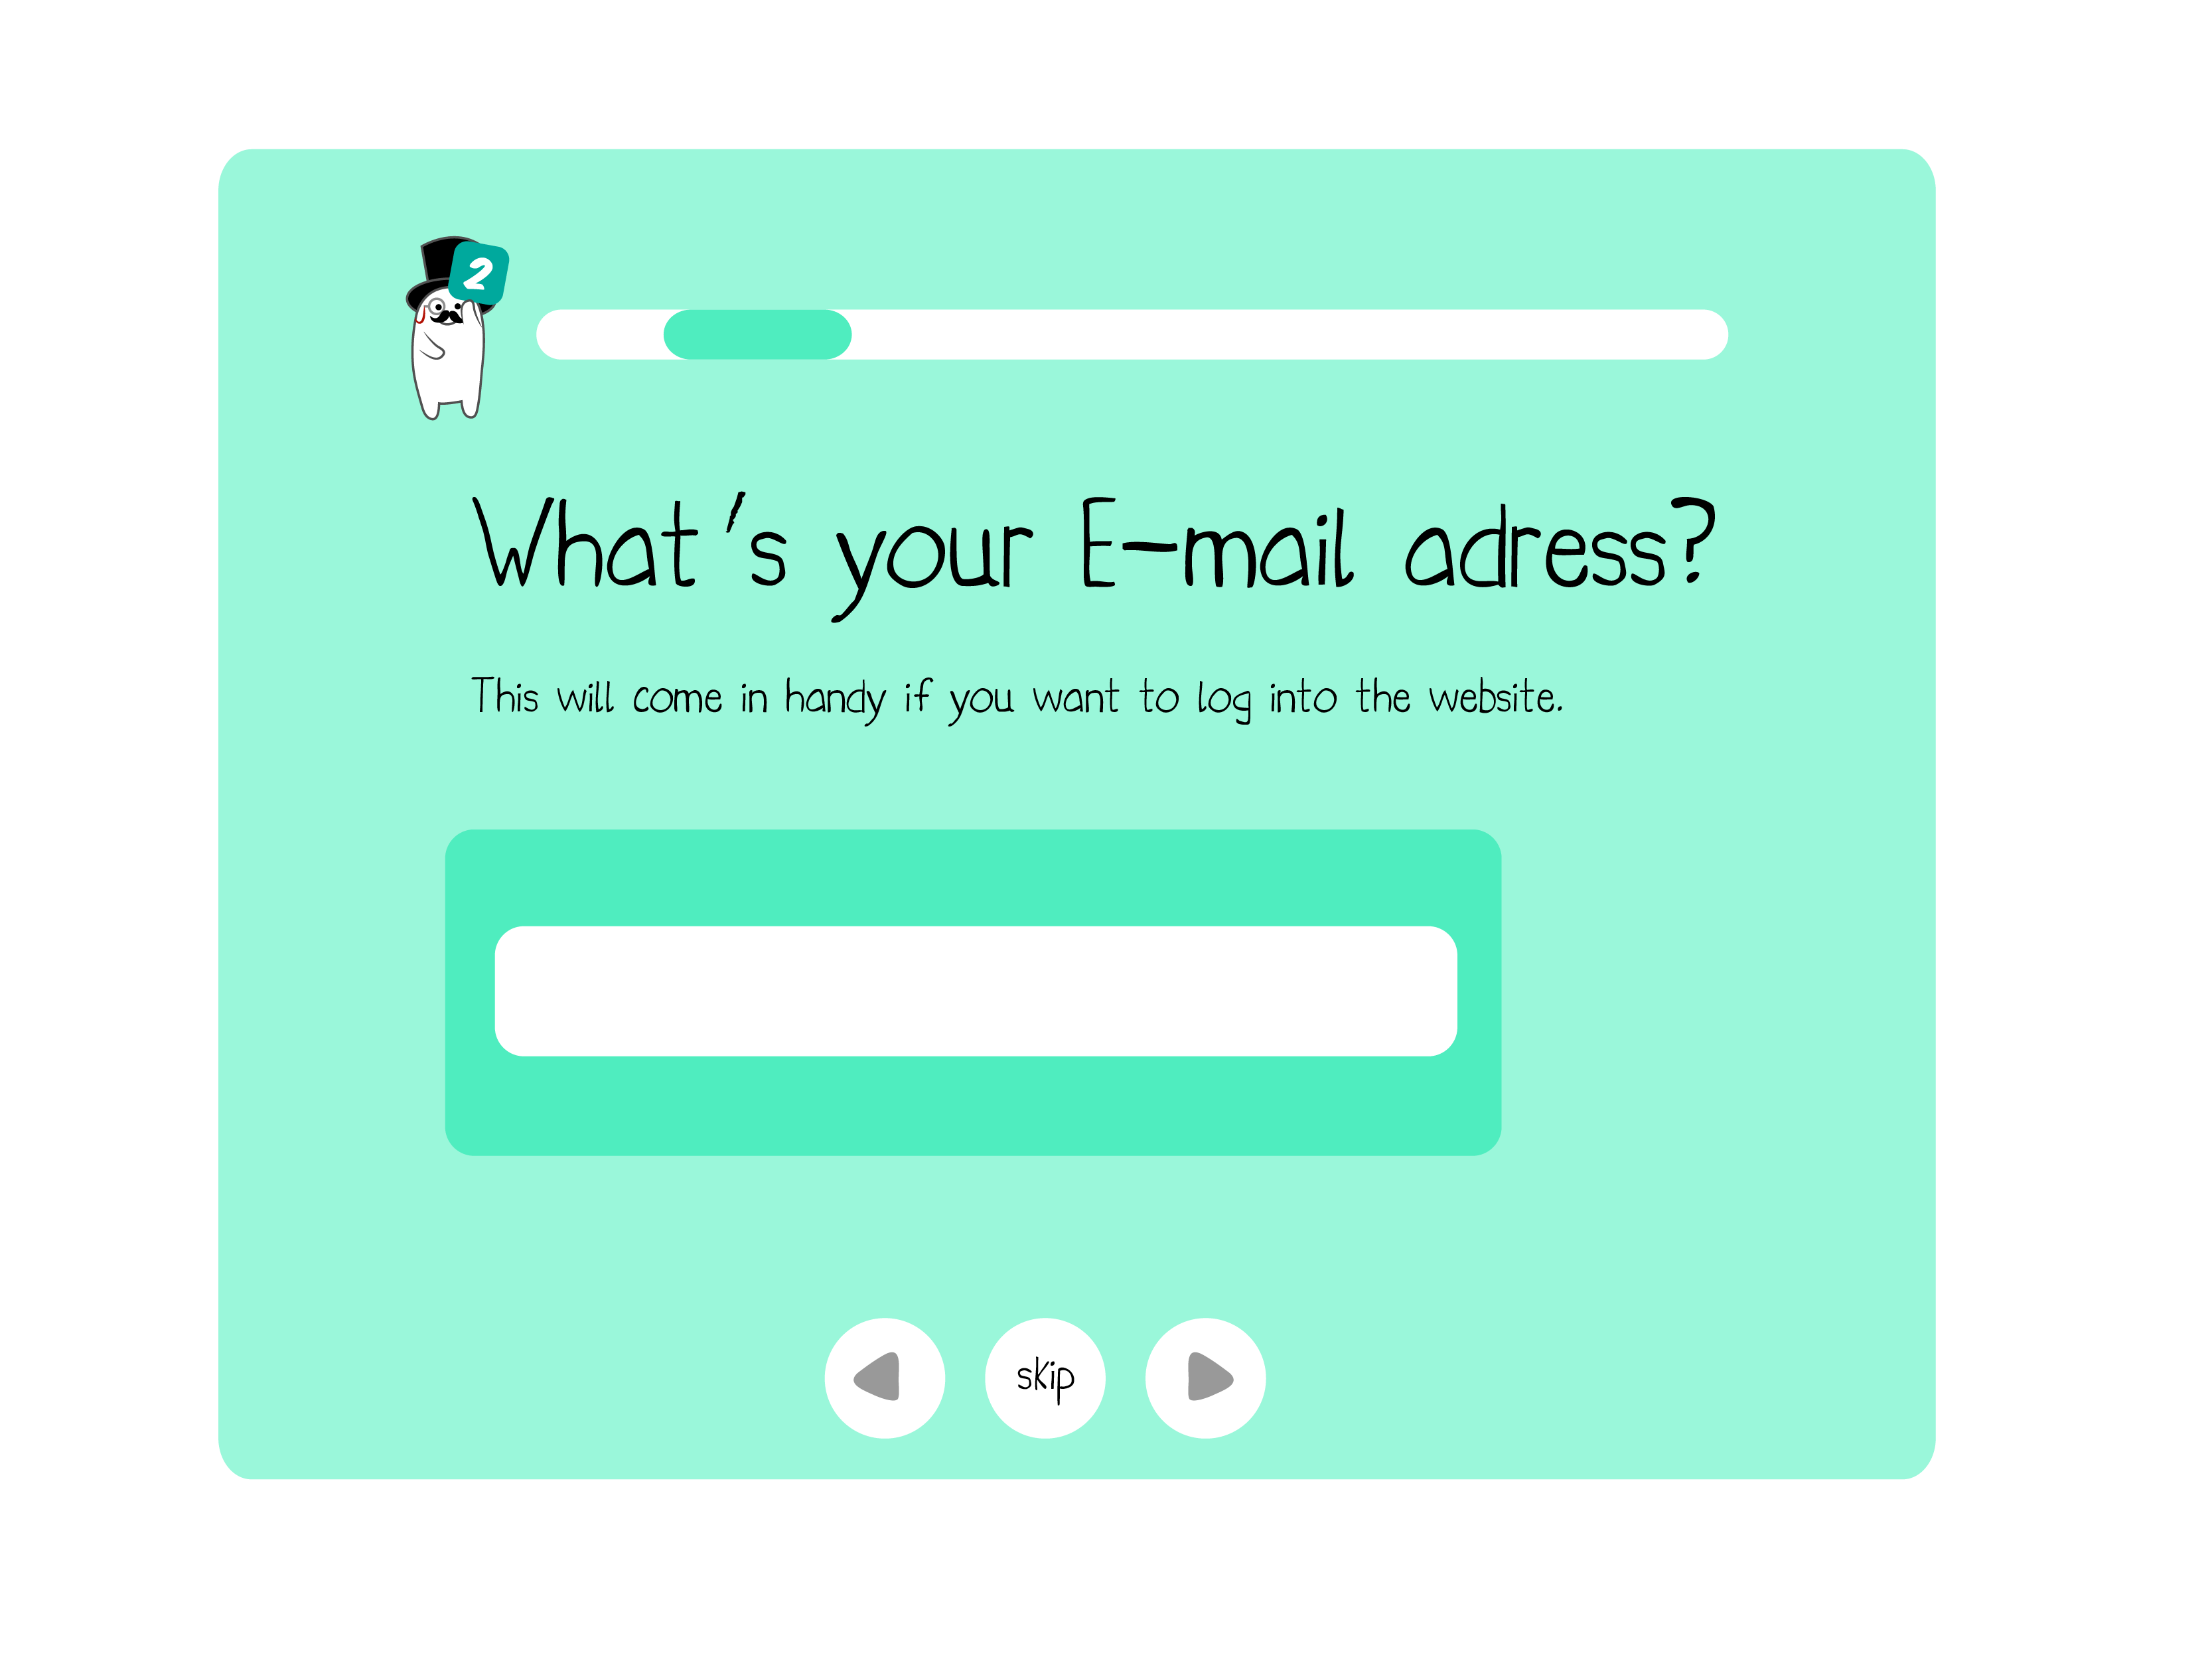 2
What's your E-mail adress?
This will come in handy if you want to log into the website.
skip